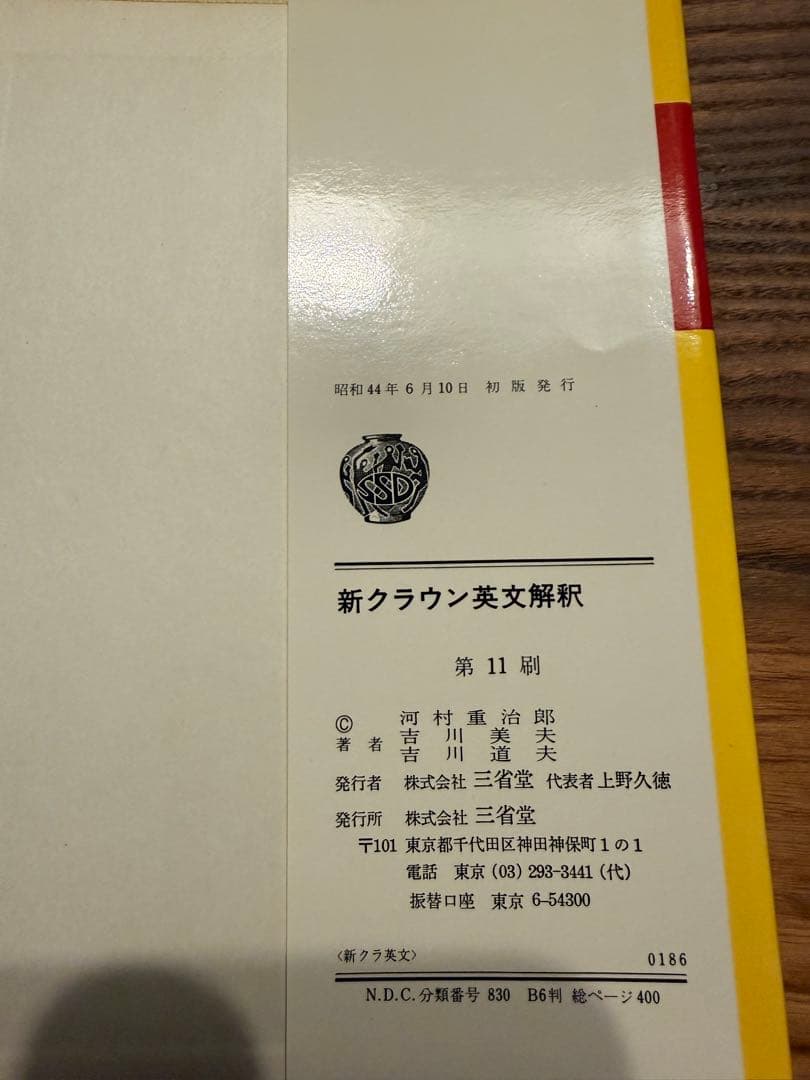 昭和44年6月10日 初版発行
SSD
新クラウン英文解釈
第11刷
Ⓒ 著者 河村重治郎
吉川美夫
吉川道夫
発行者 株式会社 三省堂 代表者 上野久徳
発行所 株式会社 三省堂
〒101 東京都千代田区神田神保町1の1
電話 東京 (03) 293-3441 (代)
振替口座 東京 6-54300
〈新クラ英文〉 0186
N.D.C.分類番号 830 B6判 総ページ400